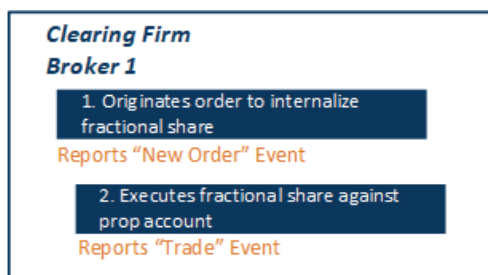 Clearing Firm
Broker 1
1. Originates order to internalize
fractional share
Reports “New Order” Event
2. Executes fractional share against
prop account
Reports “Trade” Event